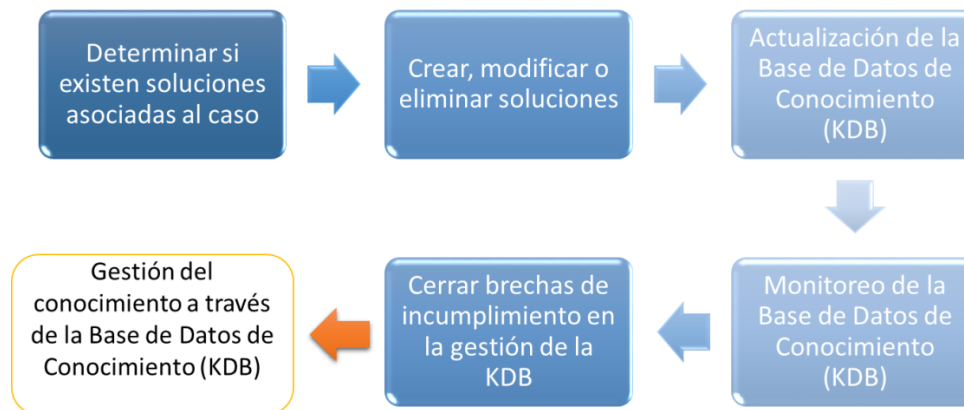 Determinar si
existen soluciones
asociadas al caso
Crear, modificar o
eliminar soluciones
Actualización de la
Base de Datos de
Conocimiento
(KDB)
Monitoreo de la
Base de Datos de
Conocimiento
(KDB)
Cerrar brechas de
incumplimiento en
la gestión de la
KDB
Gestión del
conocimiento a través
de la Base de Datos de
Conocimiento (KDB)